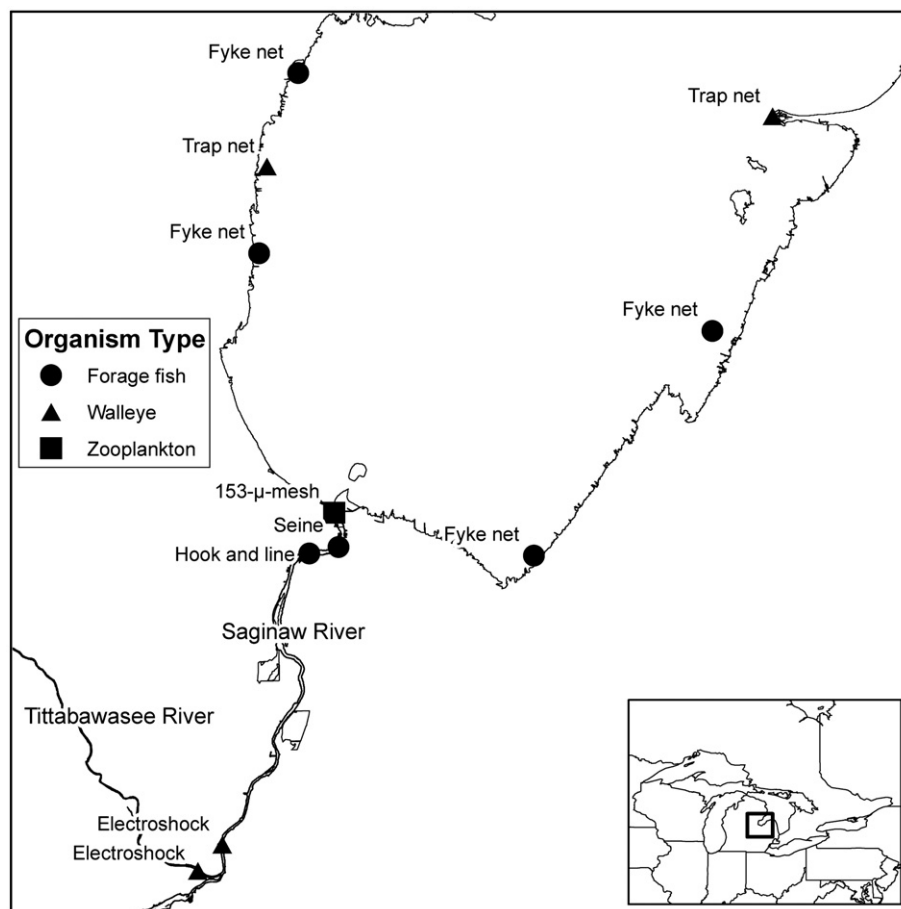 Fyke net
Trap net
Trap net
Fyke net
Fyke net
Organism Type
Forage fish
Walleye
Zooplankton
153-µ-mesh
Seine
Fyke net
Hook and line
Saginaw River
Tittabawasee River
Electroshock
Electroshock